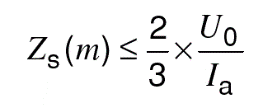 Zₛ(m) ≤ 2/3 × U₀/Iₐ